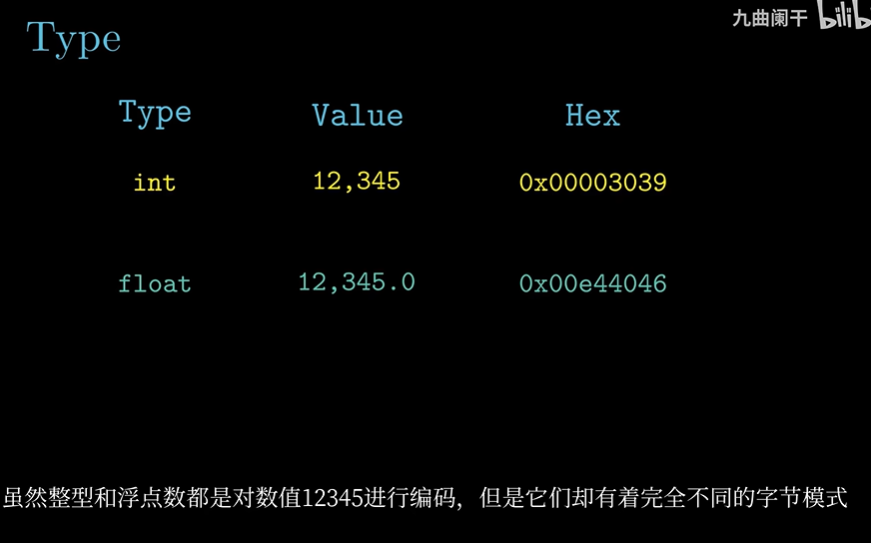 九曲阑干 bilibi
Type
Type Value Hex
int 12,345 0x00003039
float 12,345.0 0x00e44046
虽然整型和浮点数都是对数值12345进行编码，但是它们却有着完全不同的字节模式